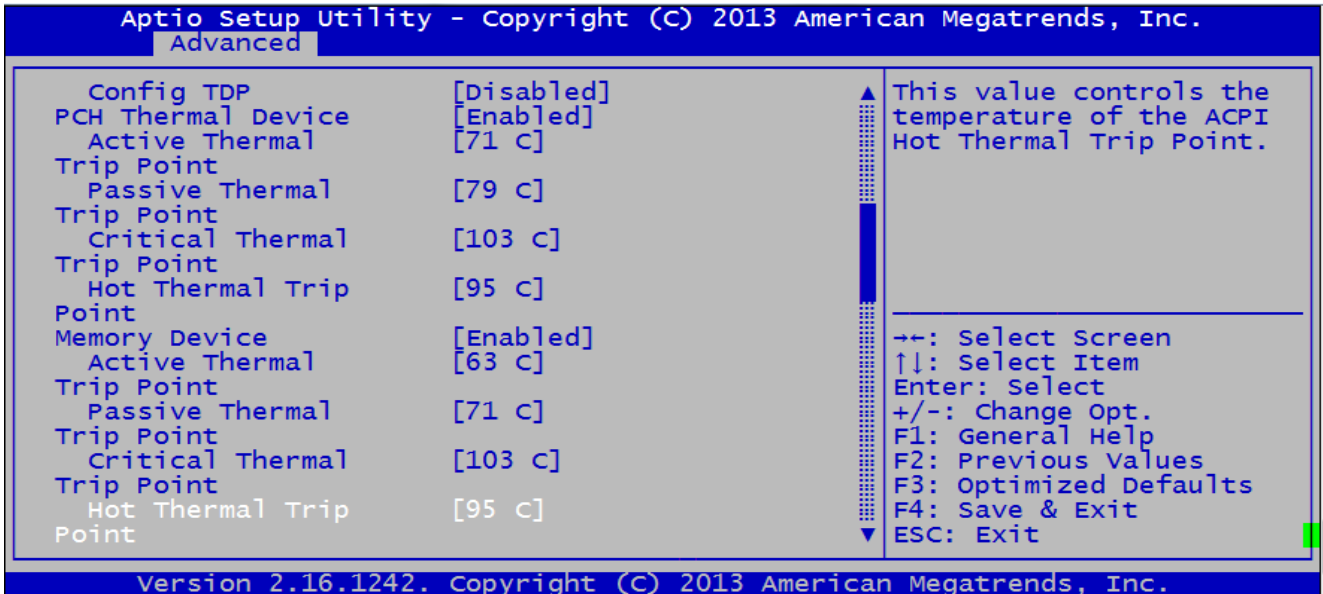 Aptio Setup Utility - Copyright (C) 2013 American Megatrends, Inc.
Advanced
Config TDP [Disabled]
PCH Thermal Device [Enabled]
Active Thermal [71 C]
Trip Point
Passive Thermal [79 C]
Trip Point
Critical Thermal [103 C]
Trip Point
Hot Thermal Trip [95 C]
Point
Memory Device [Enabled]
Active Thermal [63 C]
Trip Point
Passive Thermal [71 C]
Trip Point
Critical Thermal [103 C]
Trip Point
Hot Thermal Trip [95 C]
Point
This value controls the
temperature of the ACPI
Hot Thermal Trip Point.
→←: Select Screen
↑↓: Select Item
Enter: Select
+/-: Change Opt.
F1: General Help
F2: Previous Values
F3: Optimized Defaults
F4: Save & Exit
ESC: Exit
Version 2.16.1242. Copyright (C) 2013 American Megatrends, Inc.